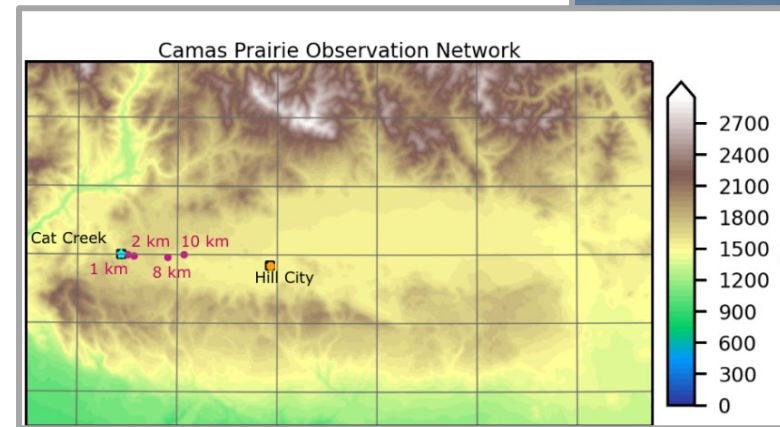 Camas Prairie Observation Network
Cat Creek
2 km
10 km
1 km
8 km
Hill City
2700
2400
2100
1800
1500
1200
900
600
300
0